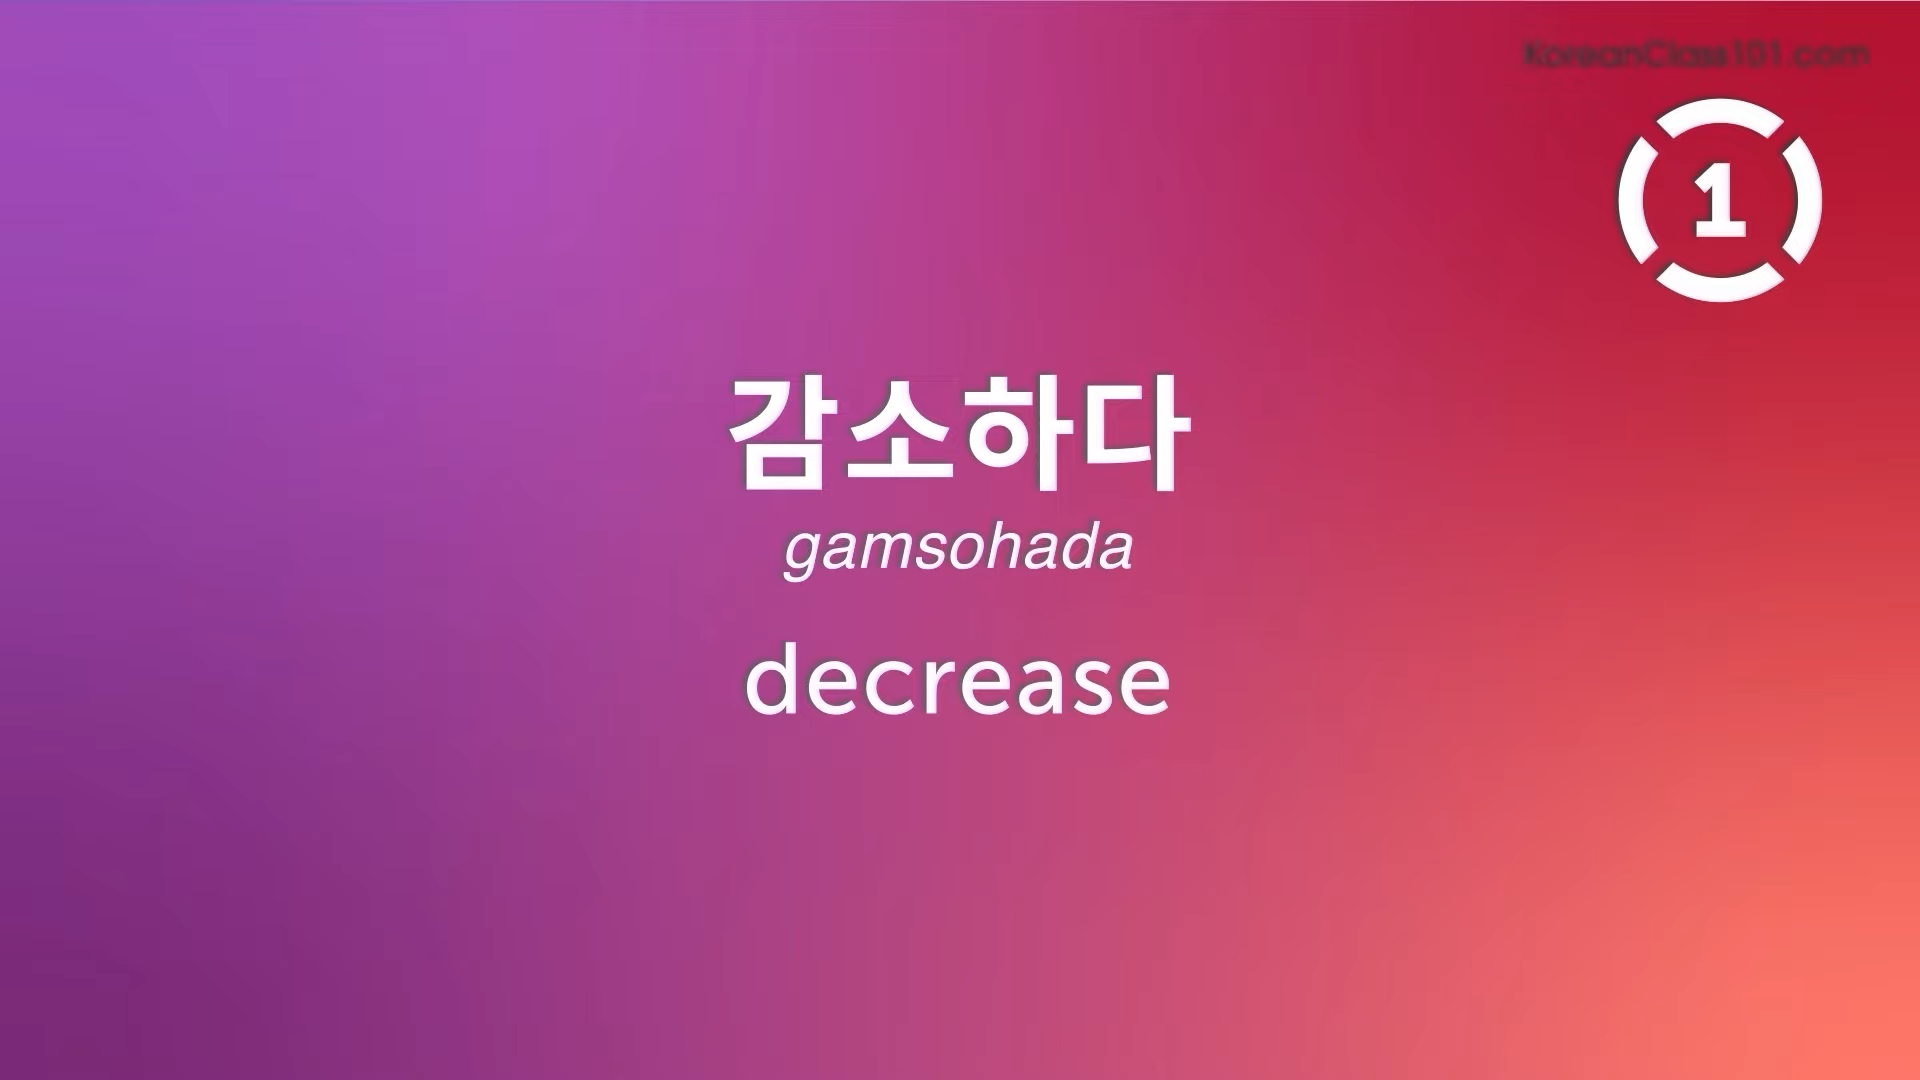 KoreanClass101.com
1
감소하다
gamsohada
decrease